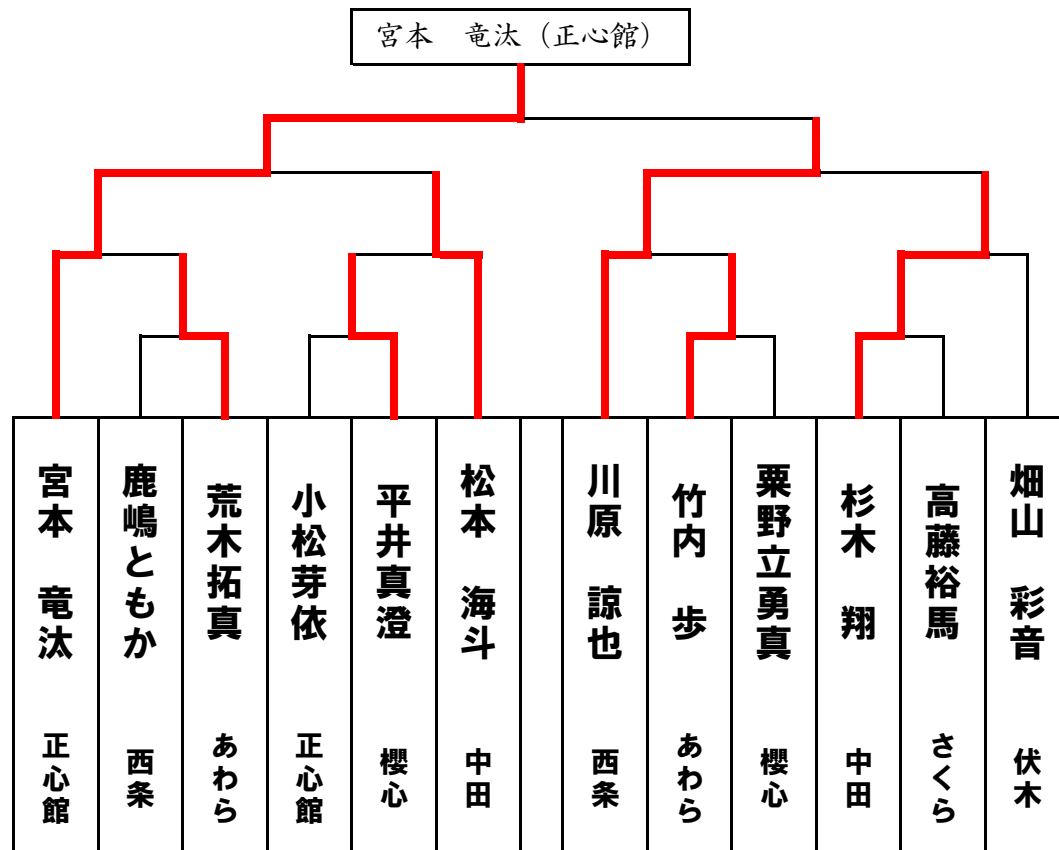 宮本　竜汰（正心館）
宮本　竜汰
正心館
鹿嶋ともか
西条
荒木拓真
あわら
小松芽依
正心館
平井真澄
櫻心
松本　海斗
中田
川原　諒也
西条
竹内　歩
あわら
粟野立勇真
櫻心
杉木　翔
中田
高藤裕馬
さくら
畑山　彩音
伏木